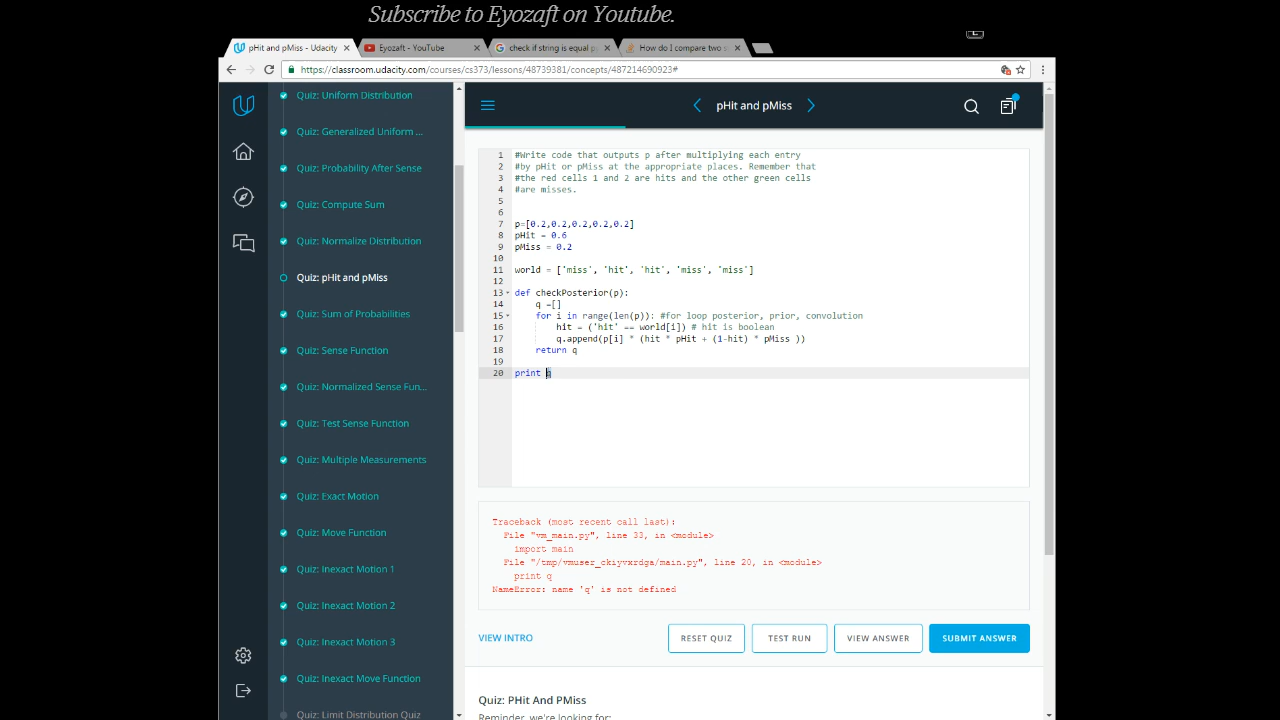 Subscribe to Eyozaft on Youtube.
pHit and pMiss - Udacity
Eyozaft - YouTube
check if string is equal py
How do I compare two s
https://classroom.udacity.com/courses/cs373/lessons/48739381/concepts/487214690923#
Quiz: Uniform Distribution
Quiz: Generalized Uniform ...
Quiz: Probability After Sense
Quiz: Compute Sum
Quiz: Normalize Distribution
Quiz: pHit and pMiss
Quiz: Sum of Probabilities
Quiz: Sense Function
Quiz: Normalized Sense Fun...
Quiz: Test Sense Function
Quiz: Multiple Measurements
Quiz: Exact Motion
Quiz: Move Function
Quiz: Inexact Motion 1
Quiz: Inexact Motion 2
Quiz: Inexact Motion 3
Quiz: Inexact Move Function
Quiz: Limit Distribution Quiz
pHit and pMiss
1 #Write code that outputs p after multiplying each entry
2 #by pHit or pMiss at the appropriate places. Remember that
3 #the red cells 1 and 2 are hits and the other green cells
4 #are misses.
5
6
7 p=[0.2,0.2,0.2,0.2,0.2]
8 pHit = 0.6
9 pMiss = 0.2
10
11 world = ['miss', 'hit', 'hit', 'miss', 'miss']
12
13 def checkPosterior(p):
14 q =[]
15 for i in range(len(p)): #for loop posterior, prior, convolution
16 hit = ('hit' == world[i]) # hit is boolean
17 q.append(p[i] * (hit * pHit + (1-hit) * pMiss ))
18 return q
19
20 print p
Traceback (most recent call last):
File "vm_main.py", line 33, in <module>
import main
File "/tmp/vmuser_ckiyvxrdga/main.py", line 20, in <module>
print q
NameError: name 'q' is not defined
VIEW INTRO
RESET QUIZ
TEST RUN
VIEW ANSWER
SUBMIT ANSWER
Quiz: PHit And PMiss
Reminder, we're looking for: